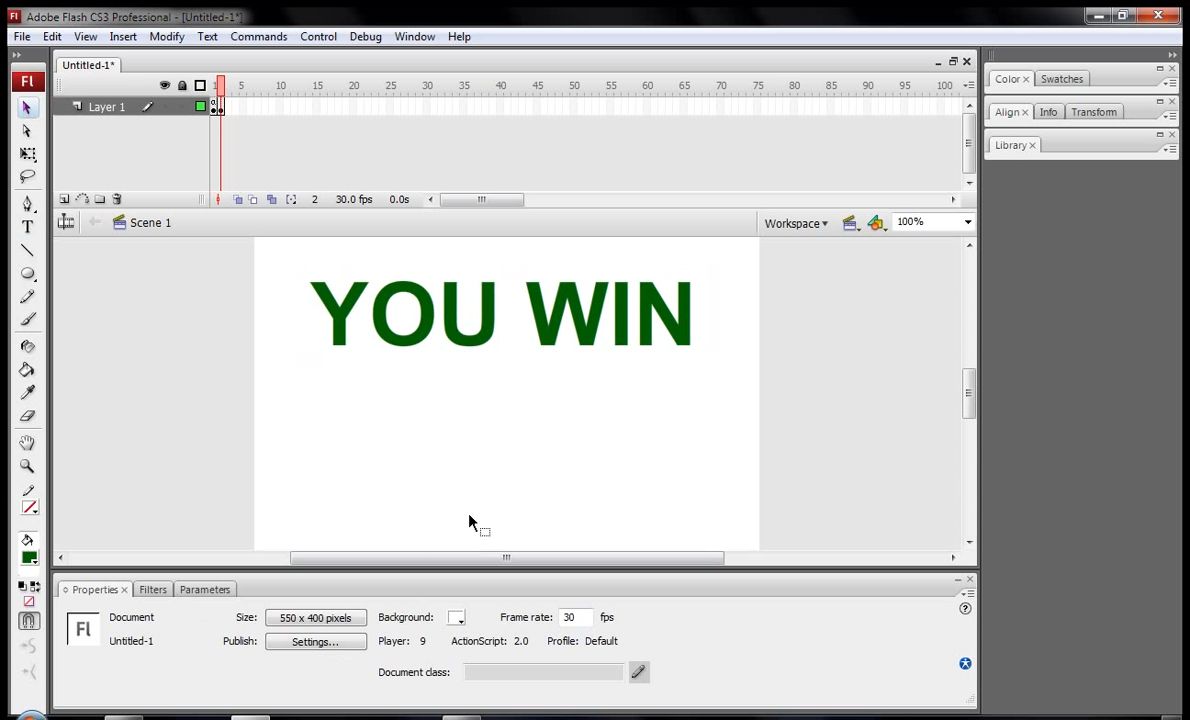 Fl Adobe Flash CS3 Professional - [Untitled-1*]
File Edit View Insert Modify Text Commands Control Debug Window Help
Untitled-1*
Fl
5 10 15 20 25 30 35 40 45 50 55 60 65 70 75 80 85 90 95 100
Layer 1
2 30.0 fps 0.0s
Scene 1 Workspace 100%
YOU WIN
Color Swatches
Align Info Transform
Library
Properties Filters Parameters
Fl Document Size: 550 x 400 pixels Background: Frame rate: 30 fps
Untitled-1 Publish: Settings... Player: 9 ActionScript: 2.0 Profile: Default
Document class: